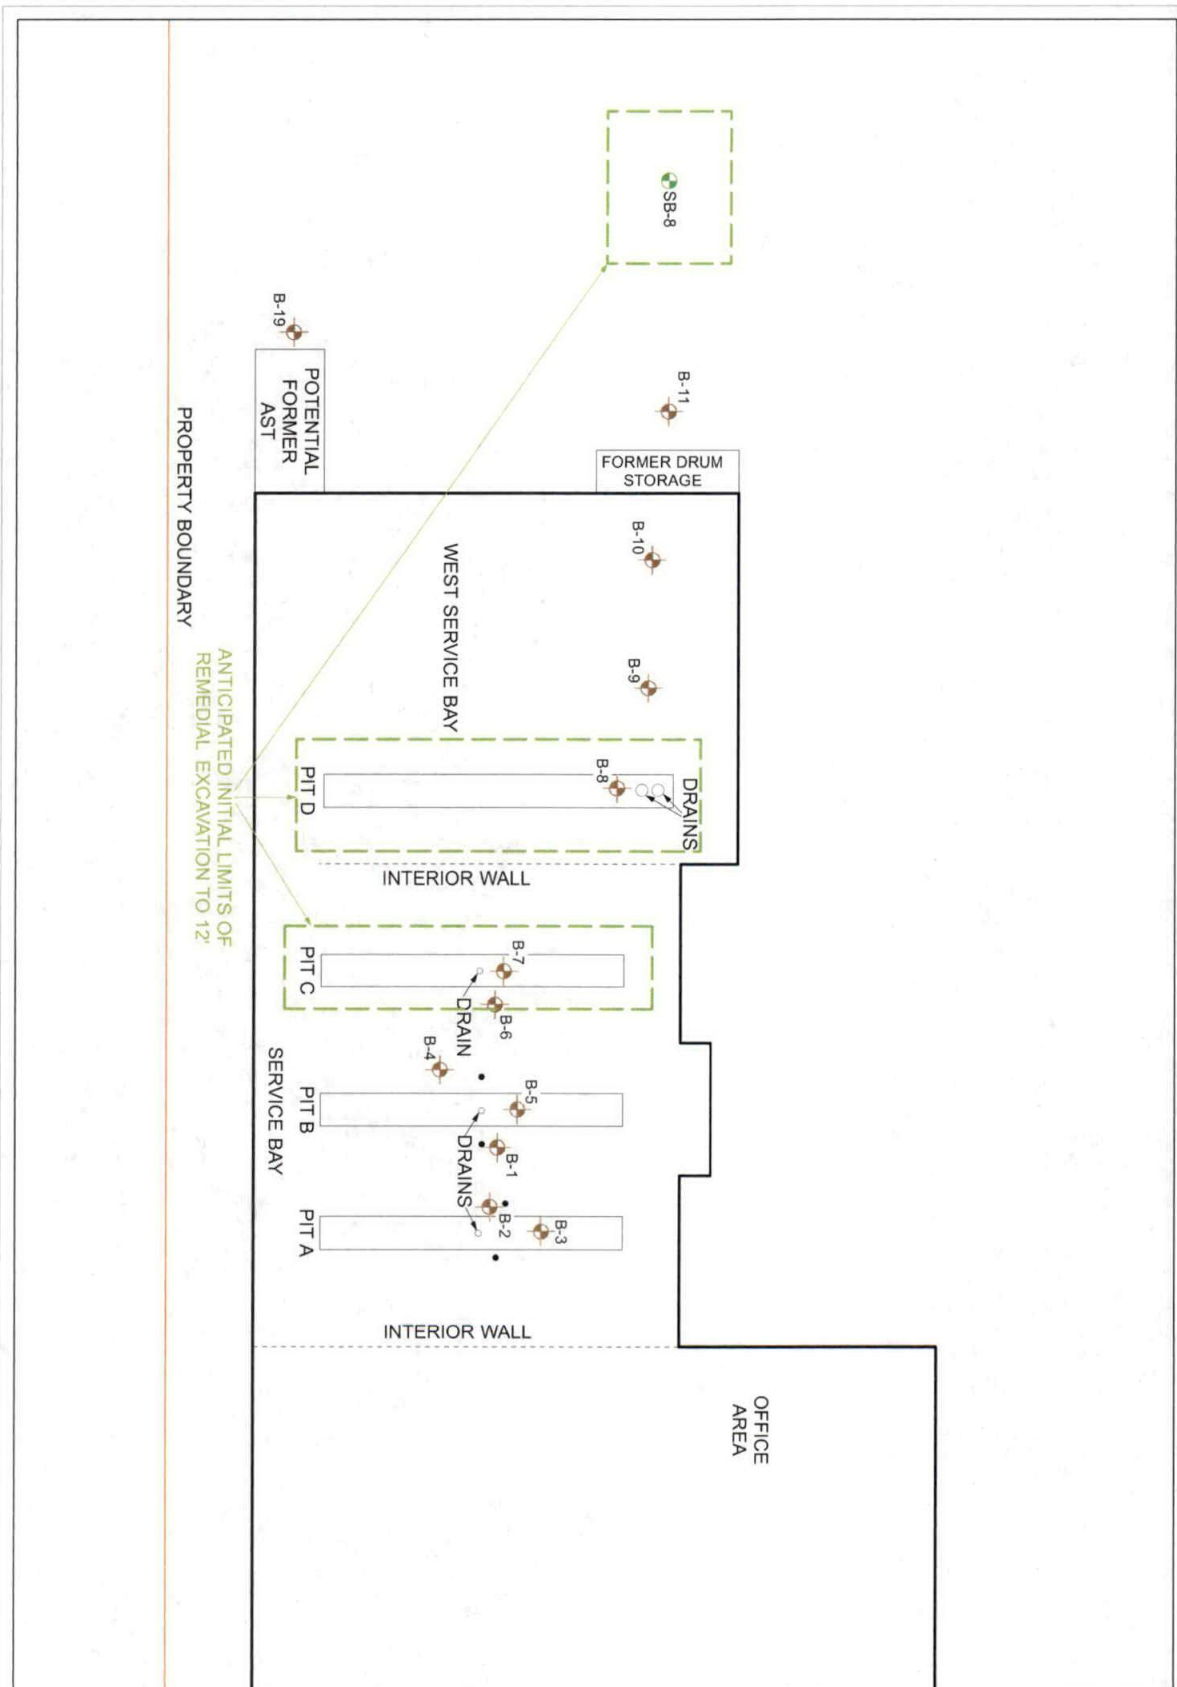 SB-8
B-19
B-11
POTENTIAL
FORMER
AST
FORMER DRUM
STORAGE
PROPERTY BOUNDARY
B-10
WEST SERVICE BAY
B-9
ANTICIPATED INITIAL LIMITS OF
REMEDIAL EXCAVATION TO 12'
PIT D
B-8
DRAINS
INTERIOR WALL
PIT C
B-7
DRAIN
B-6
B-4
SERVICE BAY
PIT B
B-5
DRAINS
B-1
PIT A
B-2
B-3
INTERIOR WALL
OFFICE
AREA